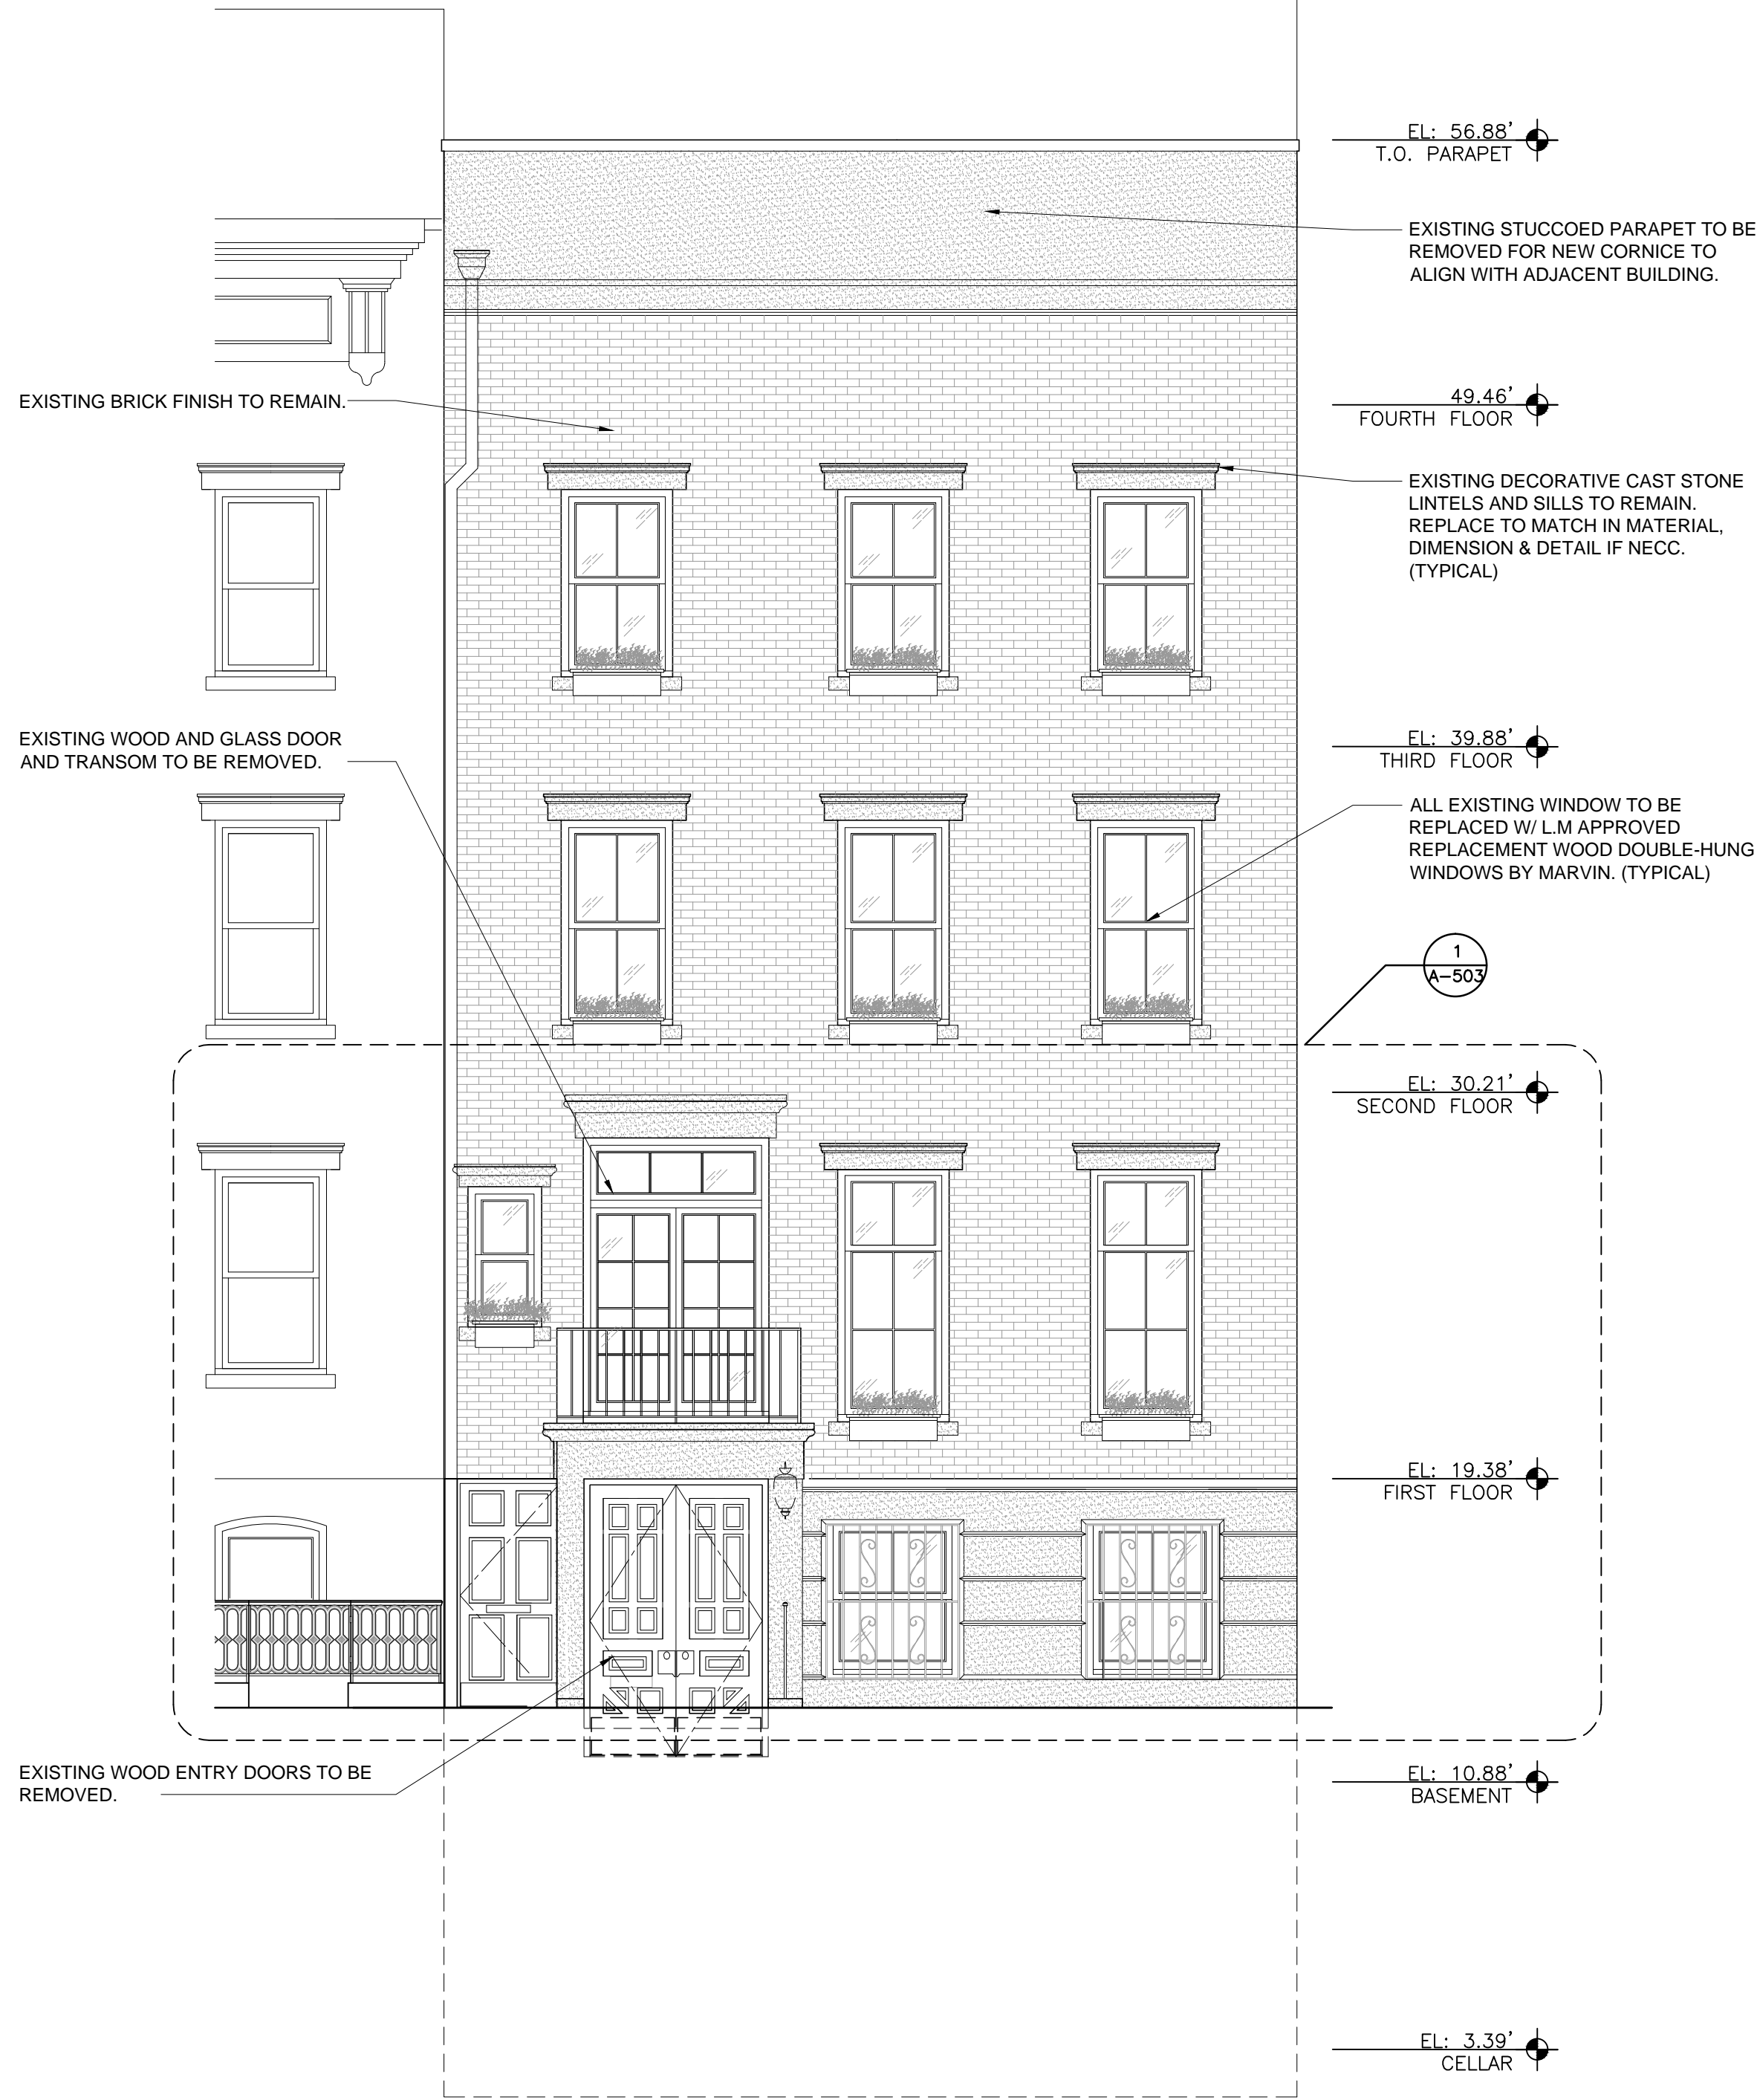 EL: 56.88'
T.O. PARAPET
EXISTING STUCCOED PARAPET TO BE
REMOVED FOR NEW CORNICE TO
ALIGN WITH ADJACENT BUILDING.
EXISTING BRICK FINISH TO REMAIN.
49.46'
FOURTH FLOOR
EXISTING DECORATIVE CAST STONE
LINTELS AND SILLS TO REMAIN.
REPLACE TO MATCH IN MATERIAL,
DIMENSION & DETAIL IF NECC.
(TYPICAL)
EXISTING WOOD AND GLASS DOOR
AND TRANSOM TO BE REMOVED.
EL: 39.88'
THIRD FLOOR
ALL EXISTING WINDOW TO BE
REPLACED W/ L.M APPROVED
REPLACEMENT WOOD DOUBLE-HUNG
WINDOWS BY MARVIN. (TYPICAL)
1
A-503
EL: 30.21'
SECOND FLOOR
EL: 19.38'
FIRST FLOOR
EXISTING WOOD ENTRY DOORS TO BE
REMOVED.
EL: 10.88'
BASEMENT
EL: 3.39'
CELLAR